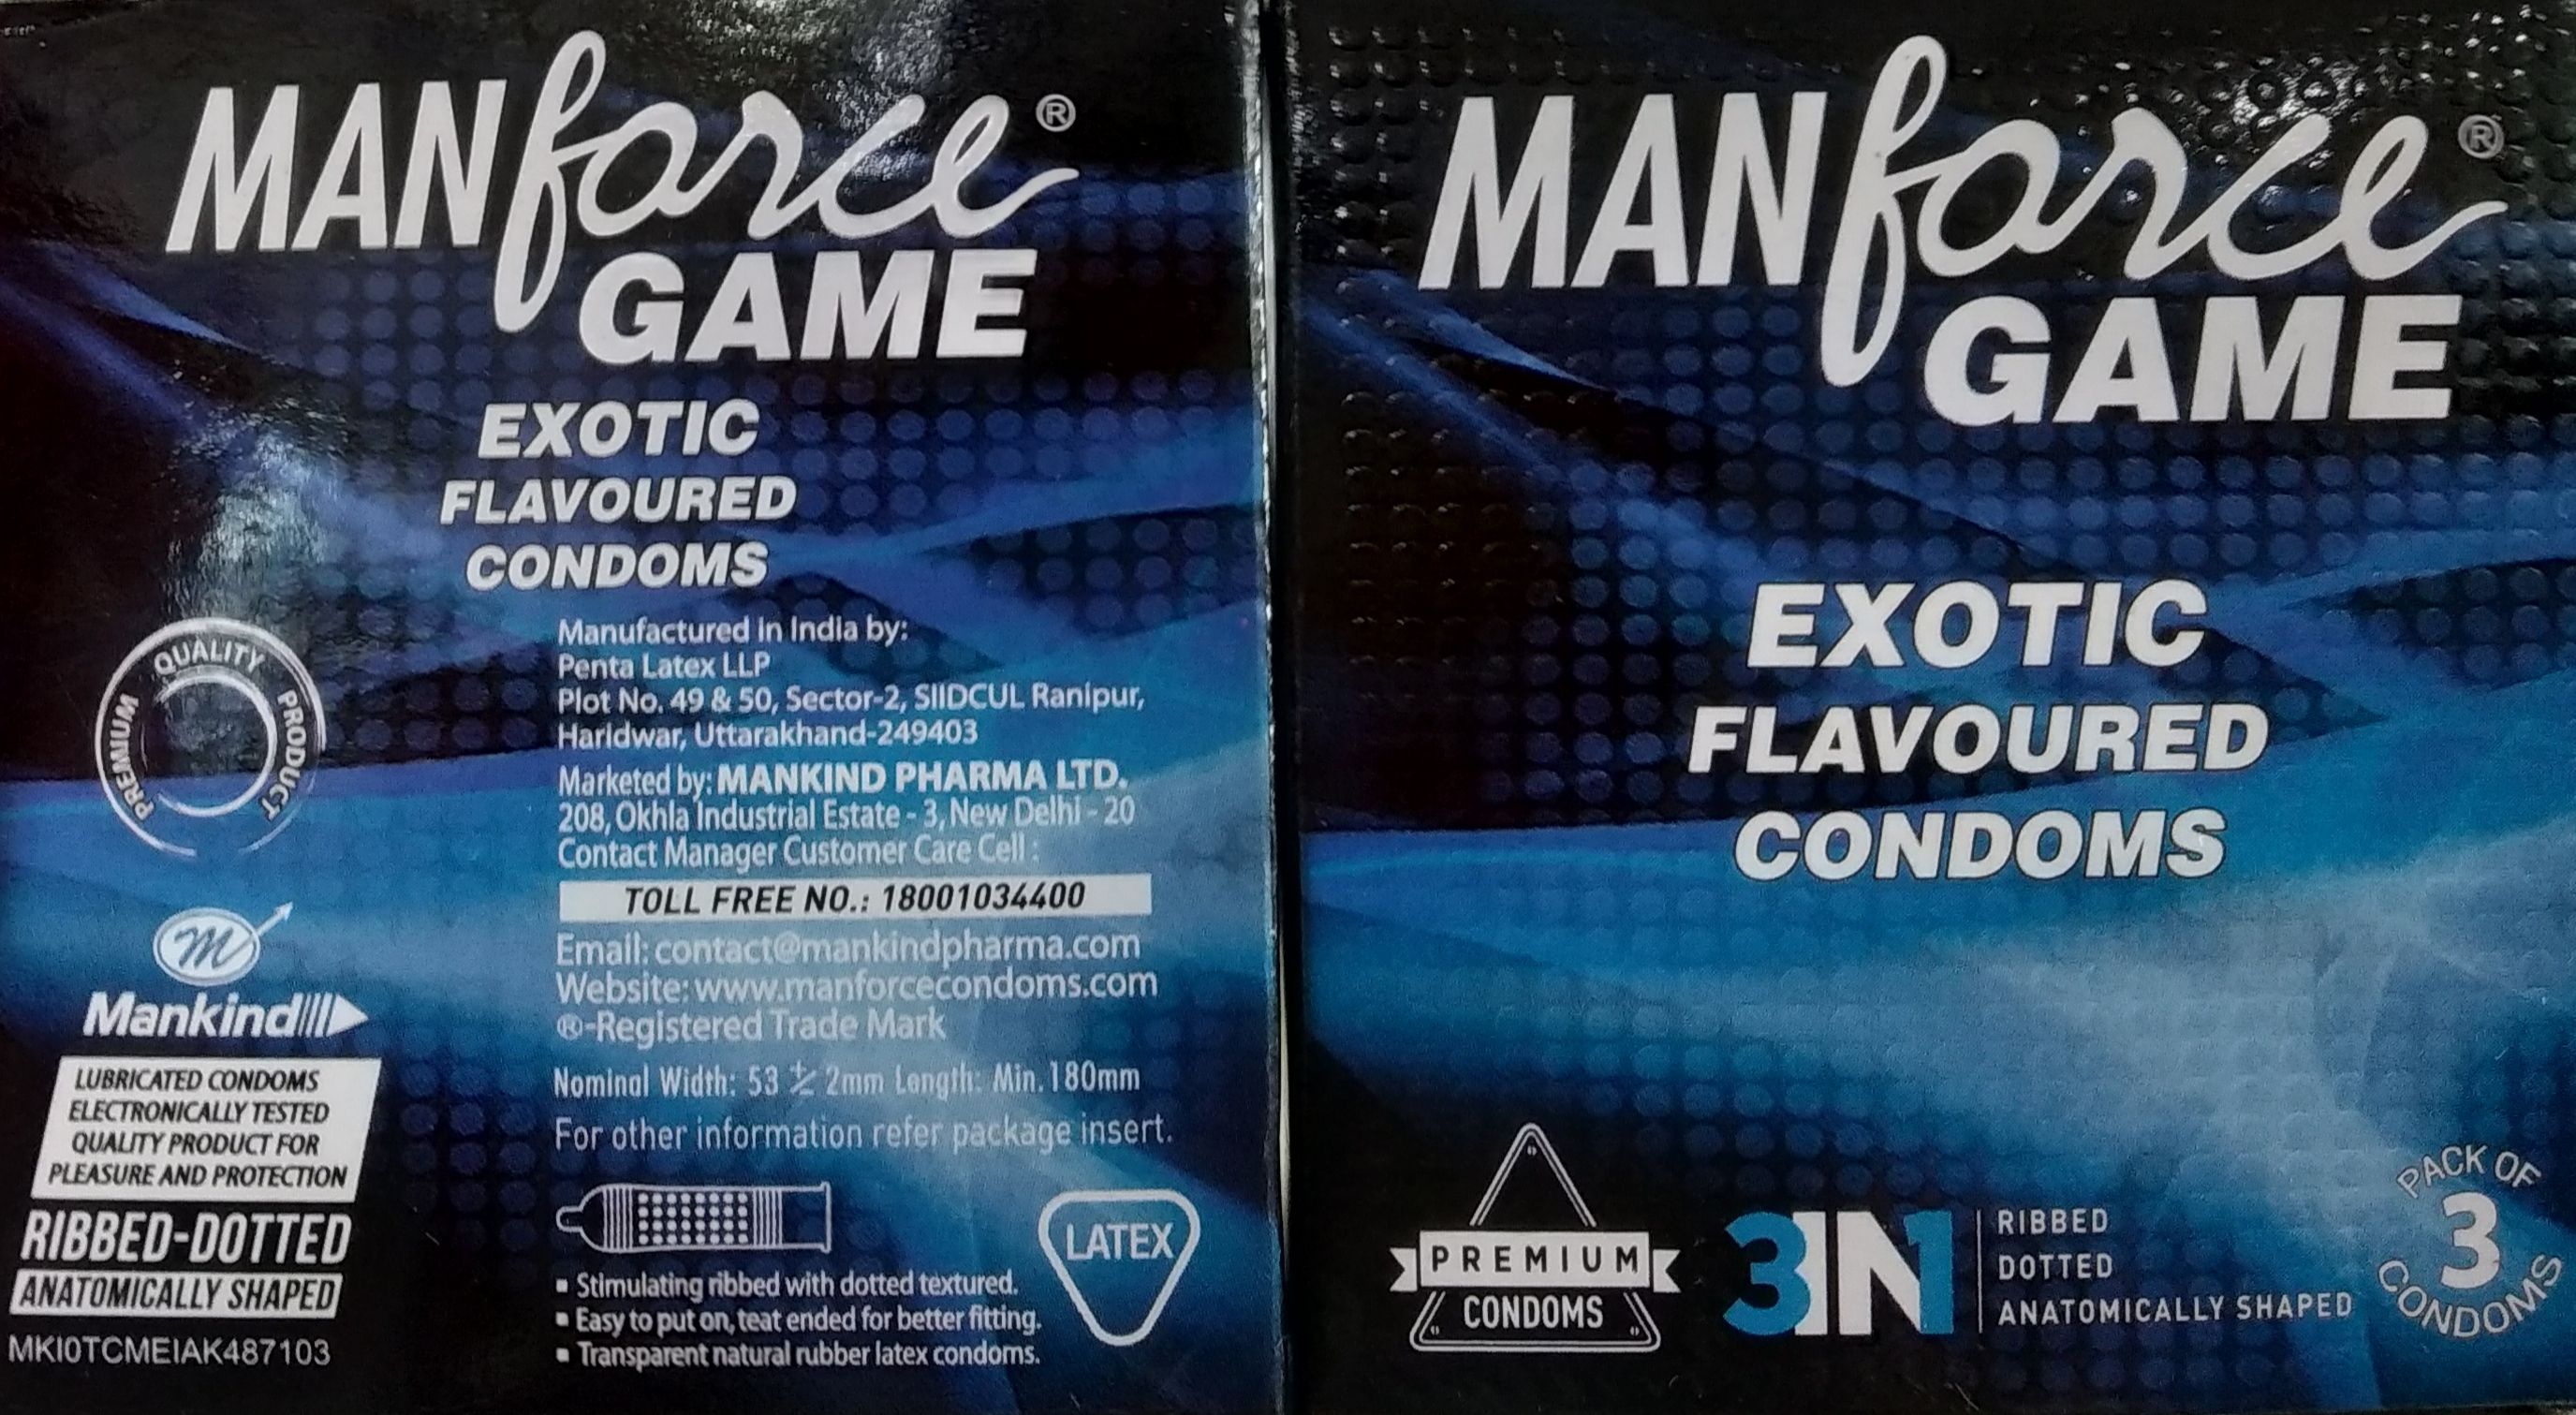 MANforce®
GAME
EXOTIC
FLAVOURED
CONDOMS
Manufactured in India by:
Penta Latex LLP
Plot No. 49 & 50, Sector-2, SIIDCUL Ranipur,
Haridwar, Uttarakhand-249403
Marketed by: MANKIND PHARMA LTD.
208, Okhla Industrial Estate - 3, New Delhi - 20
Contact Manager Customer Care Cell :
TOLL FREE NO.: 18001034400
Email: contact@mankindpharma.com
Website: www.manforcecondoms.com
®-Registered Trade Mark
Nominal Width: 53 +/- 2mm Length: Min. 180mm
For other information refer package insert.
LATEX
▪ Stimulating ribbed with dotted textured.
▪ Easy to put on, teat ended for better fitting.
▪ Transparent natural rubber latex condoms.
PREMIUM QUALITY PRODUCT
m
Mankind
LUBRICATED CONDOMS
ELECTRONICALLY TESTED
QUALITY PRODUCT FOR
PLEASURE AND PROTECTION
RIBBED-DOTTED
ANATOMICALLY SHAPED
MKI0TCMEIAK487103
MANforce®
GAME
EXOTIC
FLAVOURED
CONDOMS
PREMIUM
CONDOMS
3IN1
RIBBED
DOTTED
ANATOMICALLY SHAPED
PACK OF
3
CONDOMS